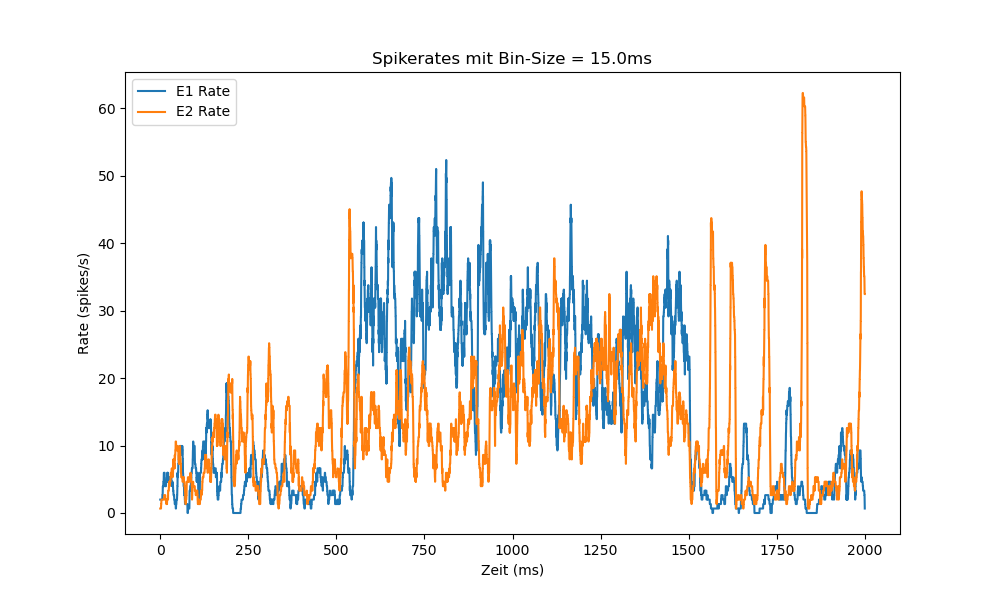 Spikerates mit Bin-Size = 15.0ms
E1 Rate
E2 Rate
60
50
40
30
20
10
0
Rate (spikes/s)
0 250 500 750 1000 1250 1500 1750 2000
Zeit (ms)